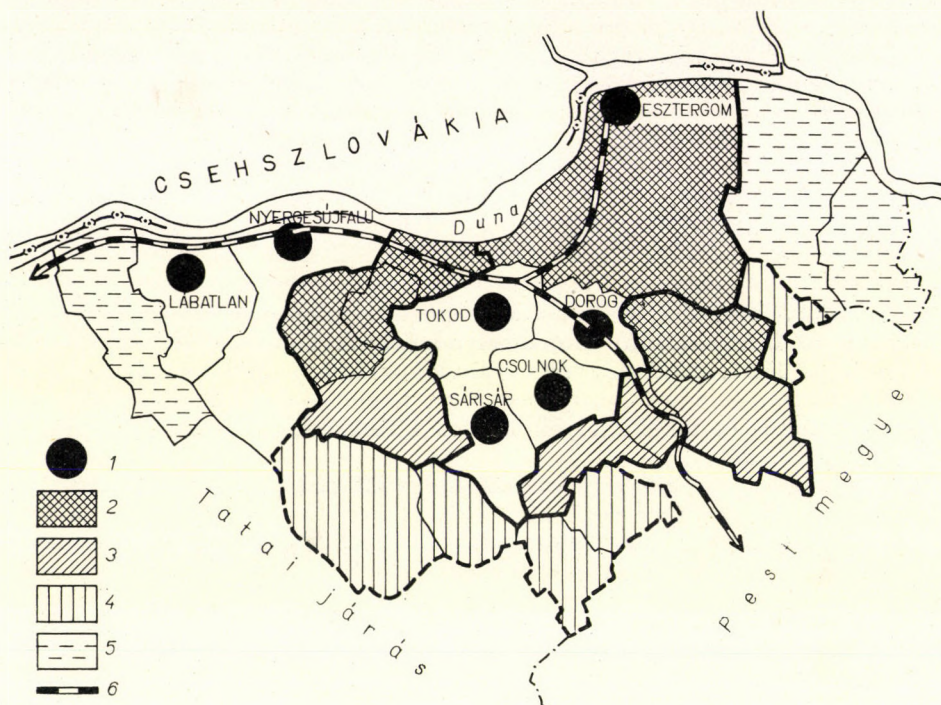 CSEHSZLOVÁKIA
ESZTERGOM
Duna
NYERGESÚJFALU
LÁBATLAN
TOKOD
DOROG
CSOLNOK
SÁRISÁP
Tatai járás
Pest megye
1
2
3
4
5
6